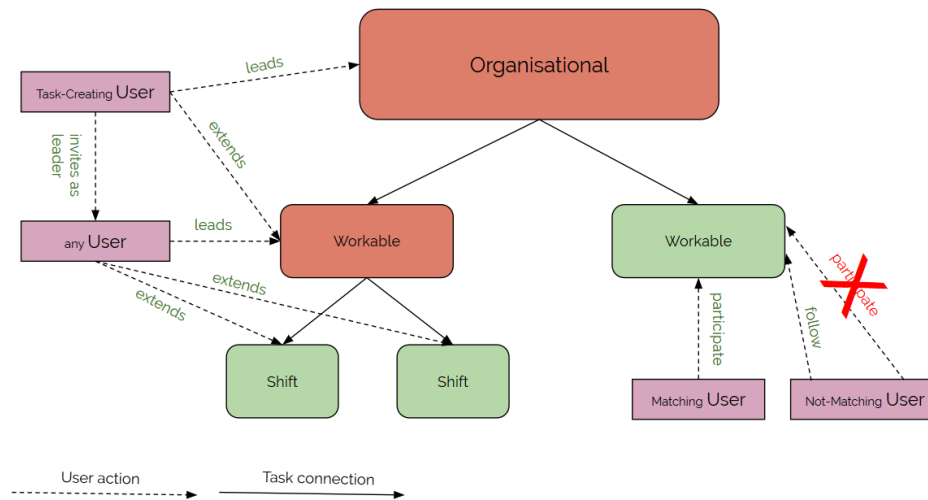 Organisational
leads
Task-Creating User
extends
invites as
leader
any User
leads
Workable
Workable
extends
extends
participate
participate
follow
Shift
Shift
Matching User
Not-Matching User
User action
Task connection